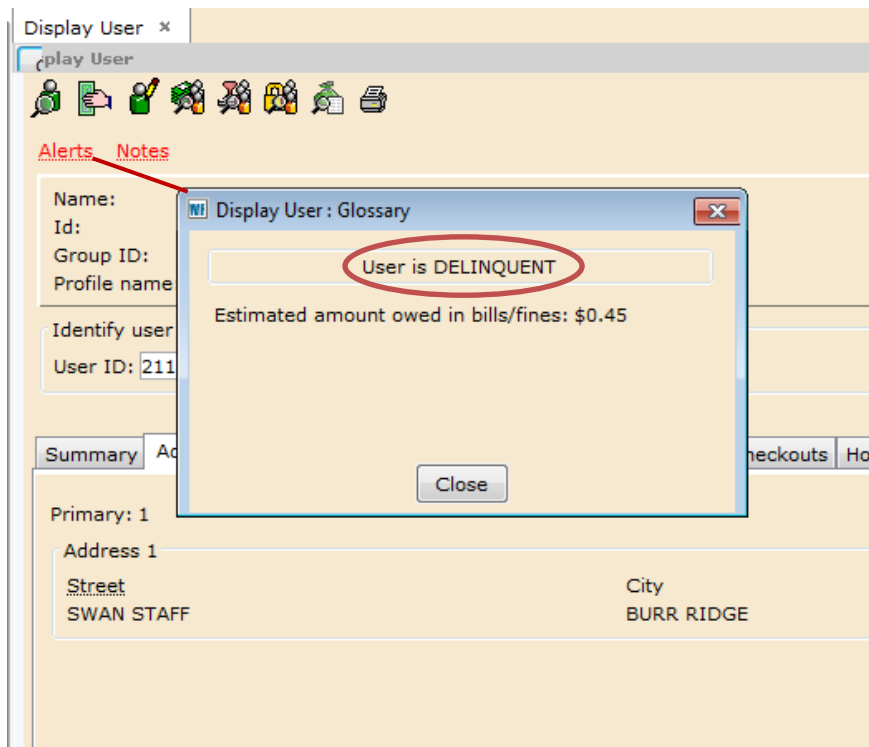 Display User
play User
Alerts Notes
Name:
Id:
Group ID:
Profile name
Display User : Glossary
User is DELINQUENT
Estimated amount owed in bills/fines: $0.45
Close
Identify user
User ID: 211
Summary Ad heckouts Ho
Primary: 1
Address 1
Street City
SWAN STAFF BURR RIDGE